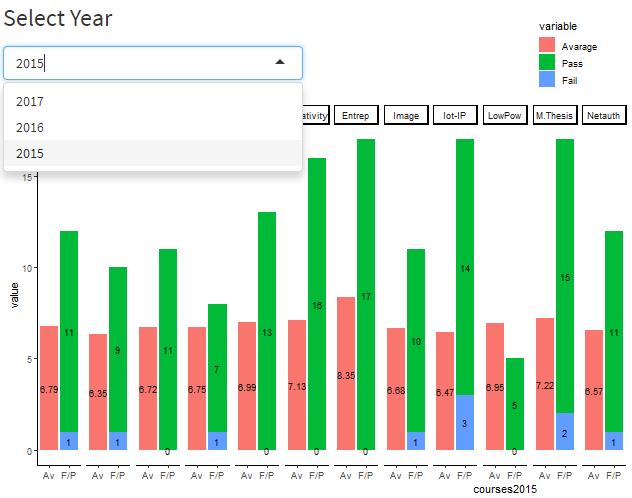 Select Year
2015
2017
2016
2015
variable
Avarage
Pass
Fail
ativity Entrep Image Iot-IP LowPow M.Thesis Netauth
15
10
5
0
value
6.79 11 1
6.35 9 1
6.72 11 0
6.75 7 1
6.99 13 0
7.13 16 0
8.35 17 0
6.68 10 1
6.47 14 3
6.95 5 0
7.22 15 2
6.57 11 1
Av F/P Av F/P Av F/P Av F/P Av F/P Av F/P Av F/P Av F/P Av F/P Av F/P Av F/P Av F/P
courses2015